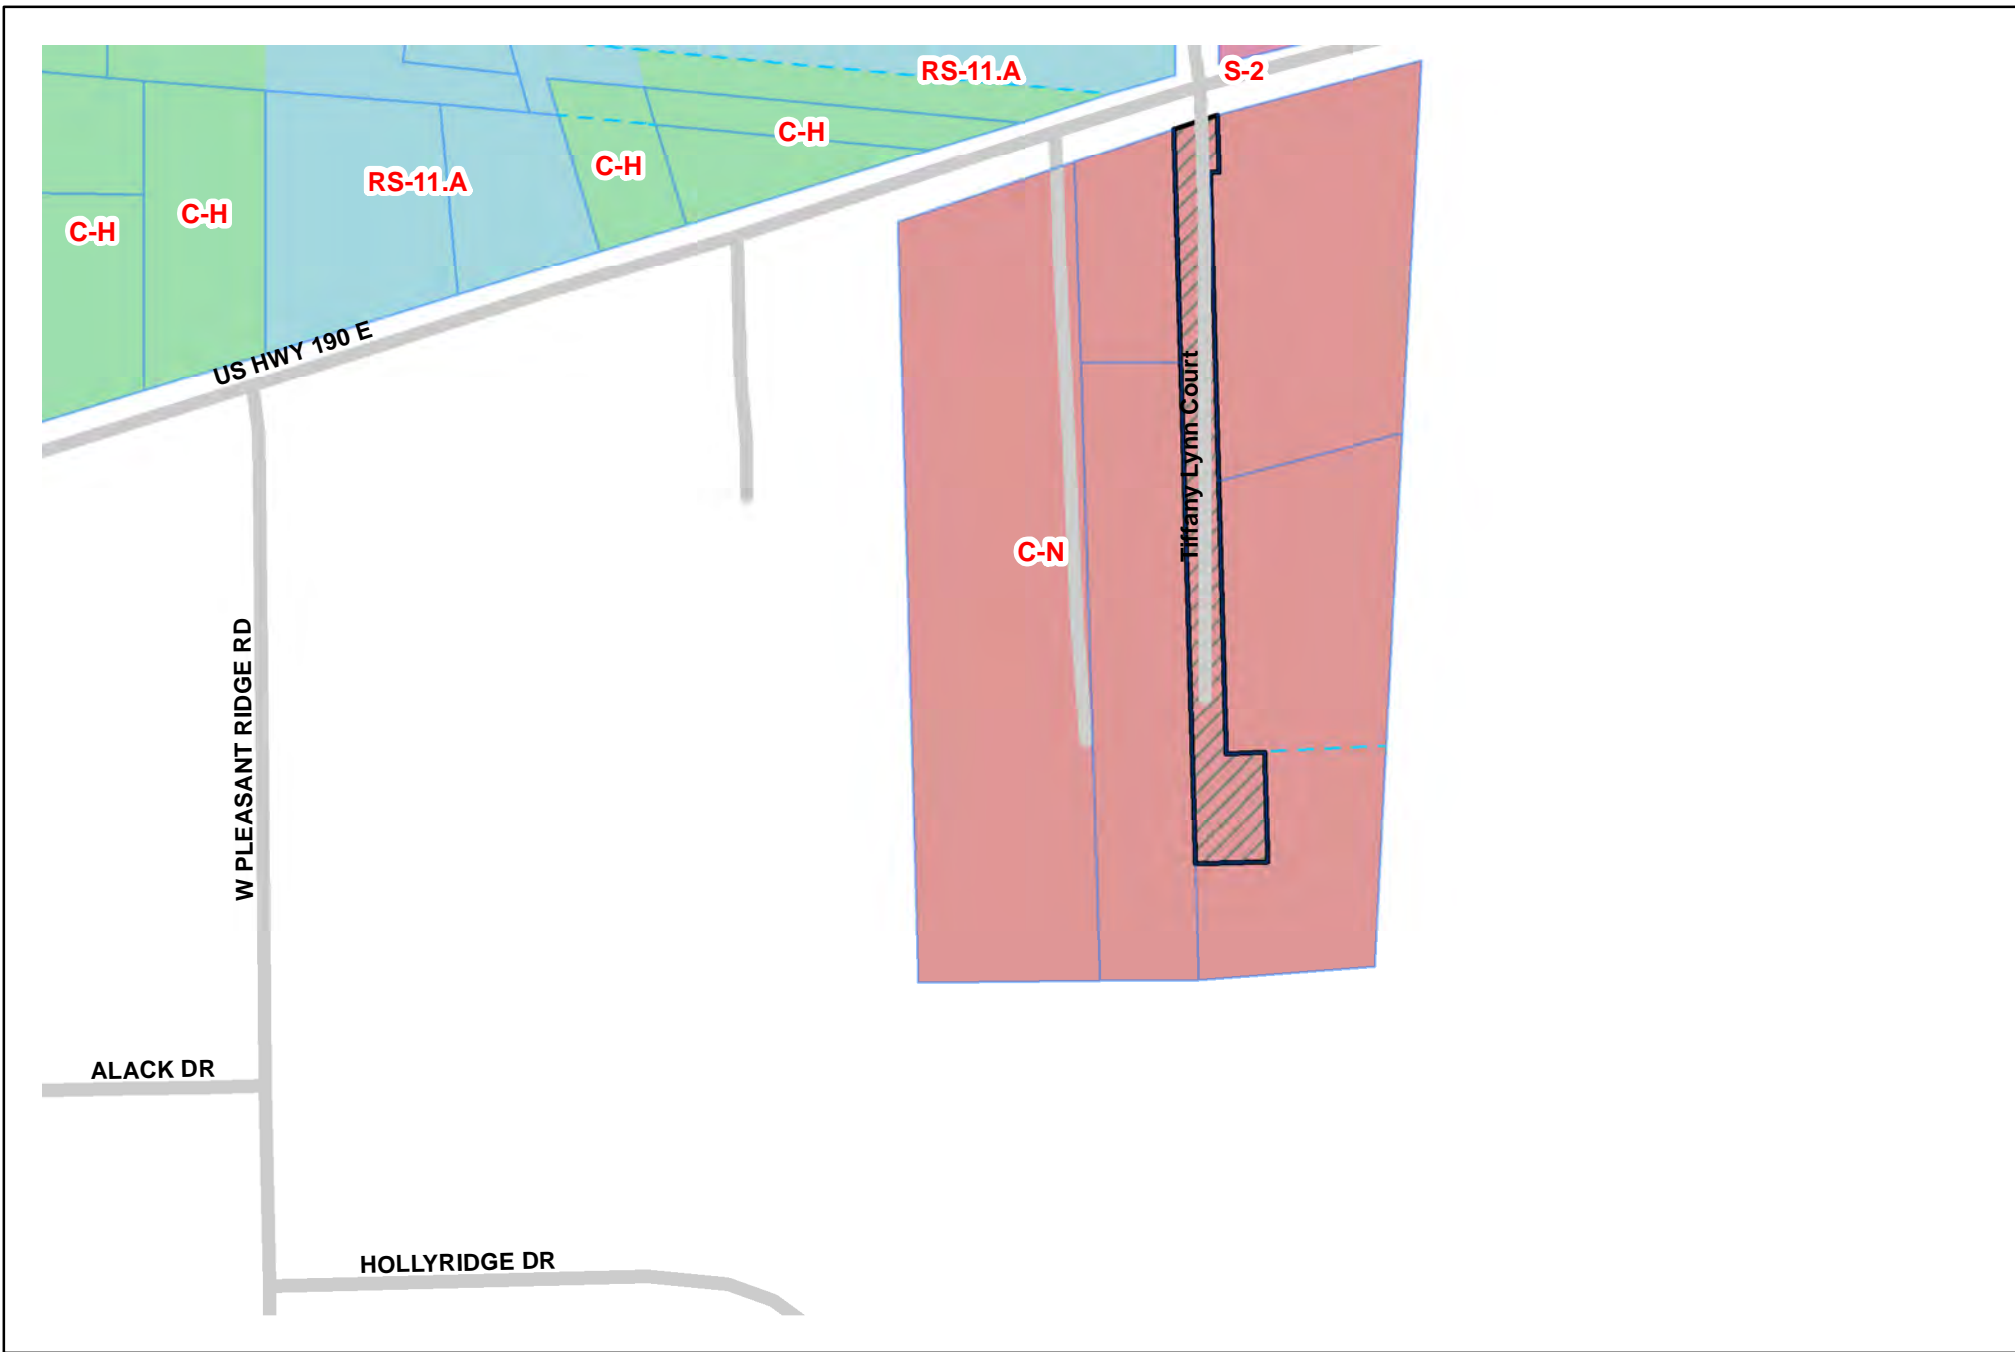 RS-11.A
S-2
C-H
C-H
RS-11.A
C-H
C-H
US HWY 190 E
Tiffany Lynn Court
C-N
W PLEASANT RIDGE RD
ALACK DR
HOLLYRIDGE DR